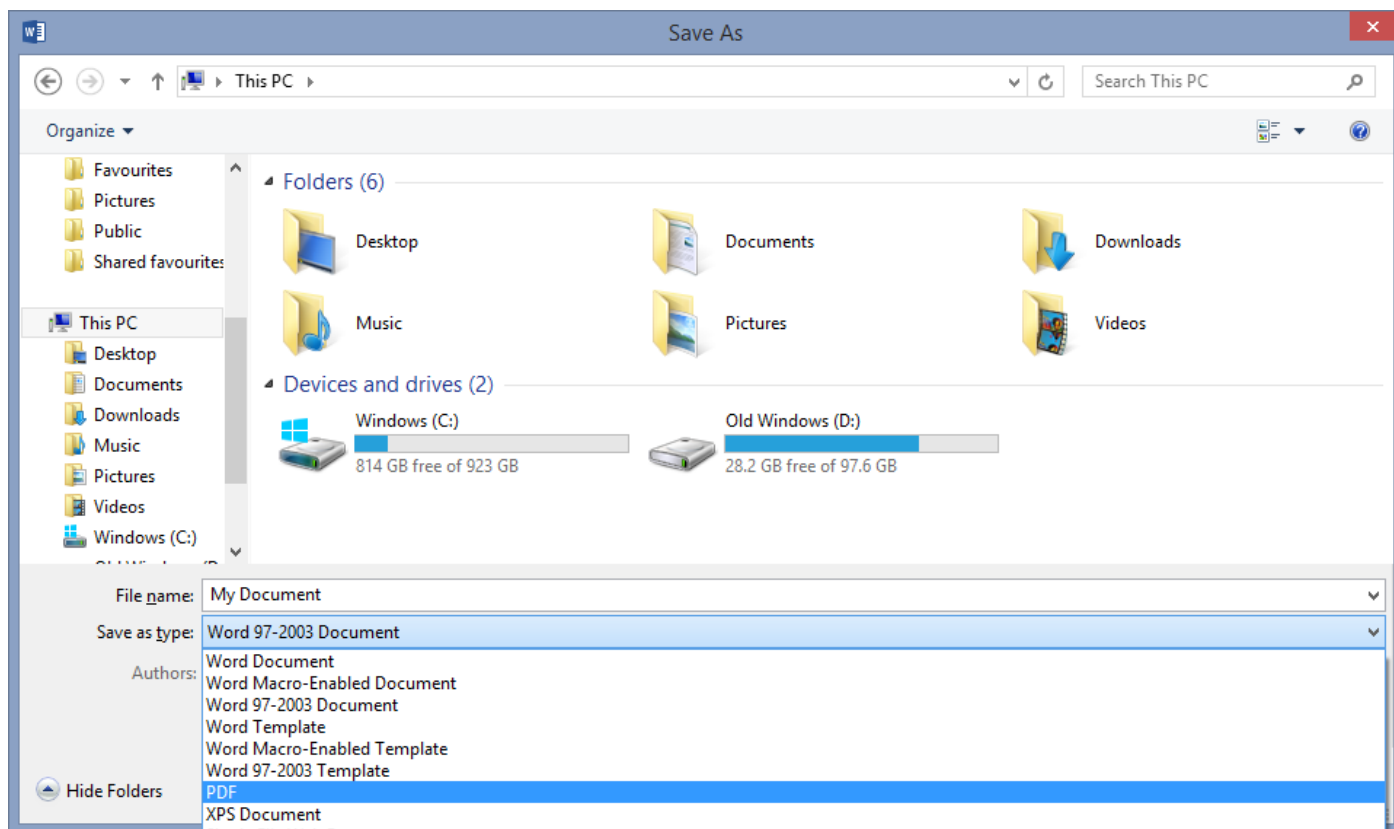 Save As
This PC
Search This PC
Organize
Favourites
Pictures
Public
Shared favourites
This PC
Desktop
Documents
Downloads
Music
Pictures
Videos
Windows (C:)
Folders (6)
Desktop
Documents
Downloads
Music
Pictures
Videos
Devices and drives (2)
Windows (C:)
814 GB free of 923 GB
Old Windows (D:)
28.2 GB free of 97.6 GB
File name: My Document
Save as type: Word 97-2003 Document
Authors:
Word Document
Word Macro-Enabled Document
Word 97-2003 Document
Word Template
Word Macro-Enabled Template
Word 97-2003 Template
PDF
XPS Document
Hide Folders